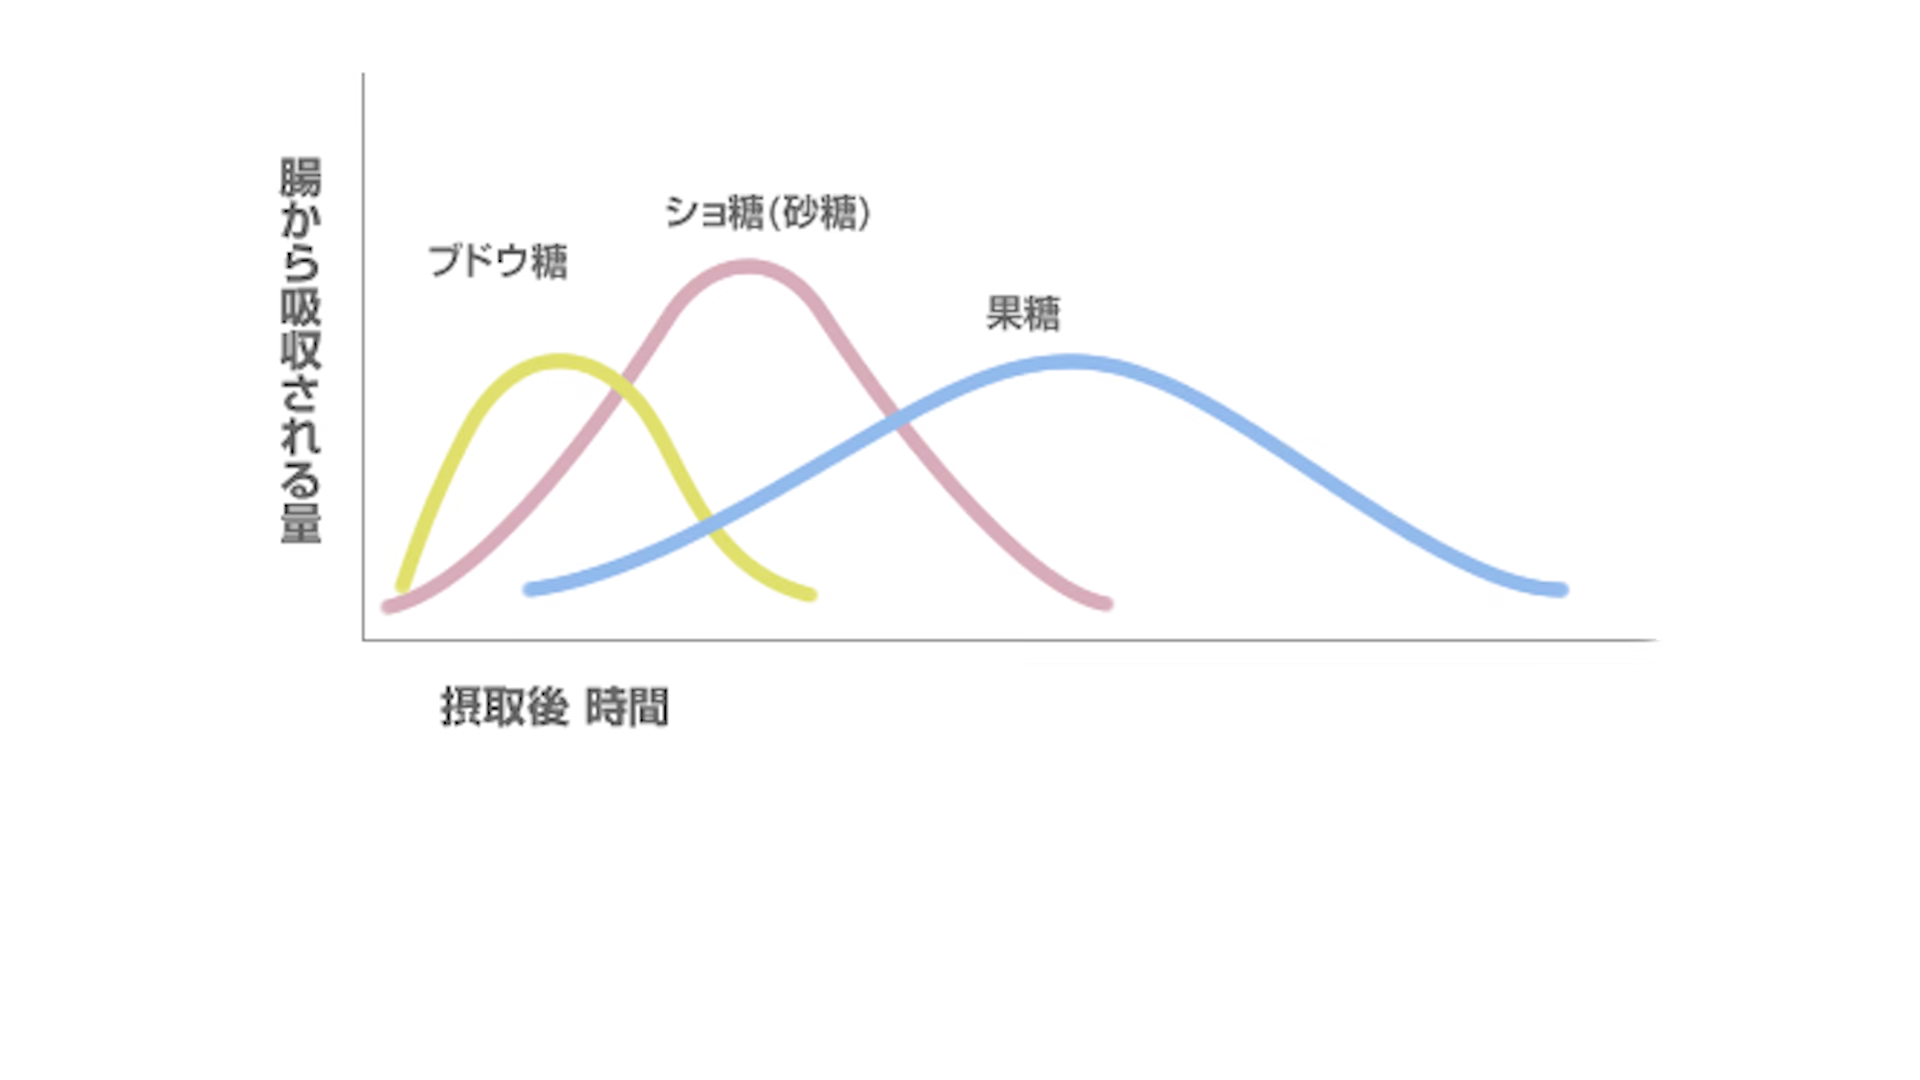 腸から吸収される量
ショ糖(砂糖)
ブドウ糖
果糖
摂取後 時間